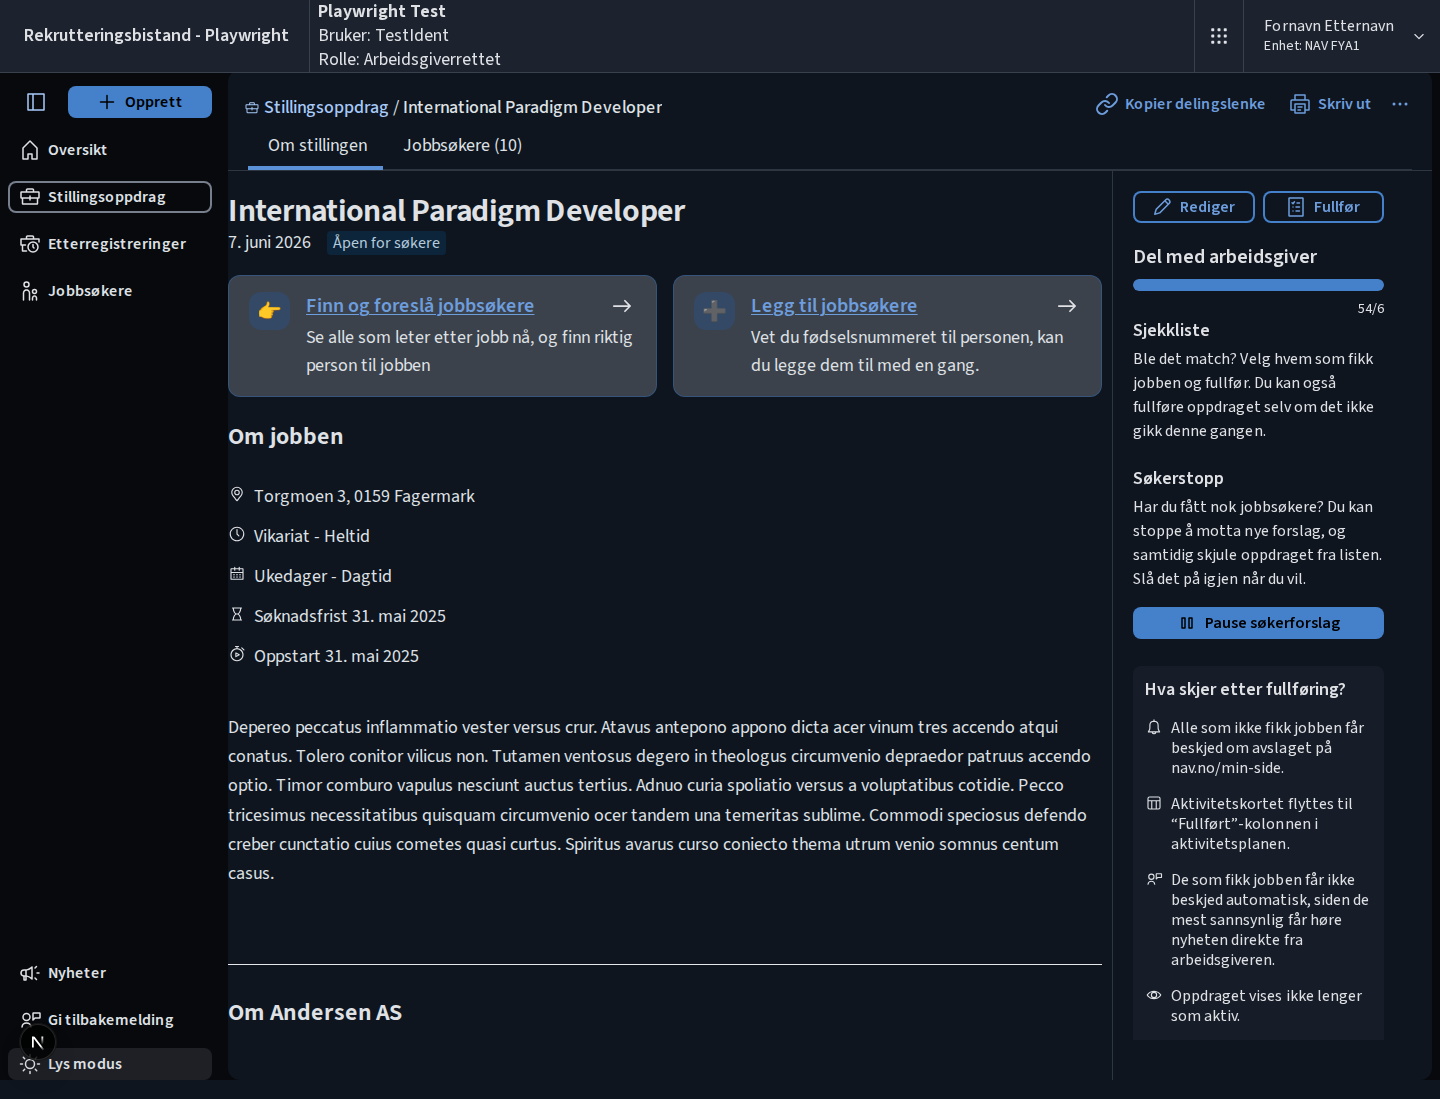 Rekrutteringsbistand - Playwright
Playwright Test
Bruker: TestIdent
Rolle: Arbeidsgiverrettet
Fornavn Etternavn
Enhet: NAV FYA1
Opprett
Oversikt
Stillingsoppdrag
Etterregistreringer
Jobbsøkere
Nyheter
Gi tilbakemelding
N
Lys modus
Stillingsoppdrag / International Paradigm Developer
Kopier delingslenke
Skriv ut
Om stillingen
Jobbsøkere (10)
International Paradigm Developer
7. juni 2026
Åpen for søkere
Finn og foreslå jobbsøkere
Se alle som leter etter jobb nå, og finn riktig
person til jobben
Legg til jobbsøkere
Vet du fødselsnummeret til personen, kan
du legge dem til med en gang.
Om jobben
Torgmoen 3, 0159 Fagermark
Vikariat - Heltid
Ukedager - Dagtid
Søknadsfrist 31. mai 2025
Oppstart 31. mai 2025
Depereo peccatus inflammatio vester versus crur. Atavus antepono appono dicta acer vinum tres accendo atqui
conatus. Tolero conitor vilicus non. Tutamen ventosus degero in theologus circumvenio depraedor patruus accendo
optio. Timor comburo vapulus nesciunt auctus tertius. Adnuo curia spoliatio versus a voluptatibus cotidie. Pecco
tricesimus necessitatibus quisquam circumvenio ocer tandem una temeritas sublime. Commodi speciosus defendo
creber cunctatio cuius cometes quasi curtus. Spiritus avarus curso coniecto thema utrum venio somnus centum
casus.
Om Andersen AS
Rediger
Fullfør
Del med arbeidsgiver
54/6
Sjekkliste
Ble det match? Velg hvem som fikk
jobben og fullfør. Du kan også
fullføre oppdraget selv om det ikke
gikk denne gangen.
Søkerstopp
Har du fått nok jobbsøkere? Du kan
stoppe å motta nye forslag, og
samtidig skjule oppdraget fra listen.
Slå det på igjen når du vil.
Pause søkerforslag
Hva skjer etter fullføring?
Alle som ikke fikk jobben får
beskjed om avslaget på
nav.no/min-side.
Aktivitetskortet flyttes til
“Fullført”-kolonnen i
aktivitetsplanen.
De som fikk jobben får ikke
beskjed automatisk, siden de
mest sannsynlig får høre
nyheten direkte fra
arbeidsgiveren.
Oppdraget vises ikke lenger
som aktiv.